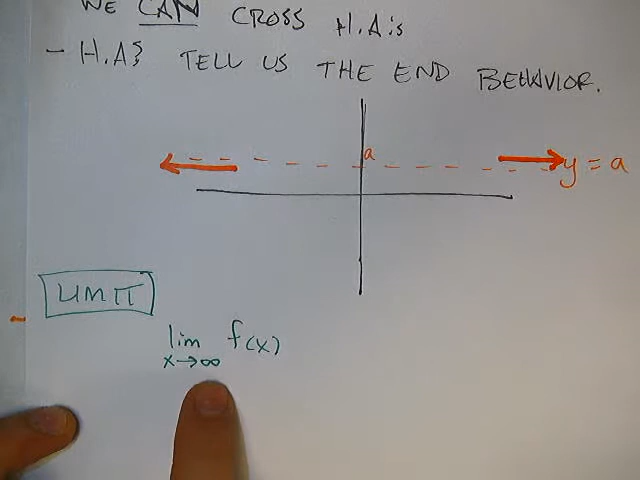 WE CAN CROSS H.A.'s
- H.A.'s TELL US THE END BEHAVIOR.
a
y = a
LIMIT
lim f(x)
x→∞